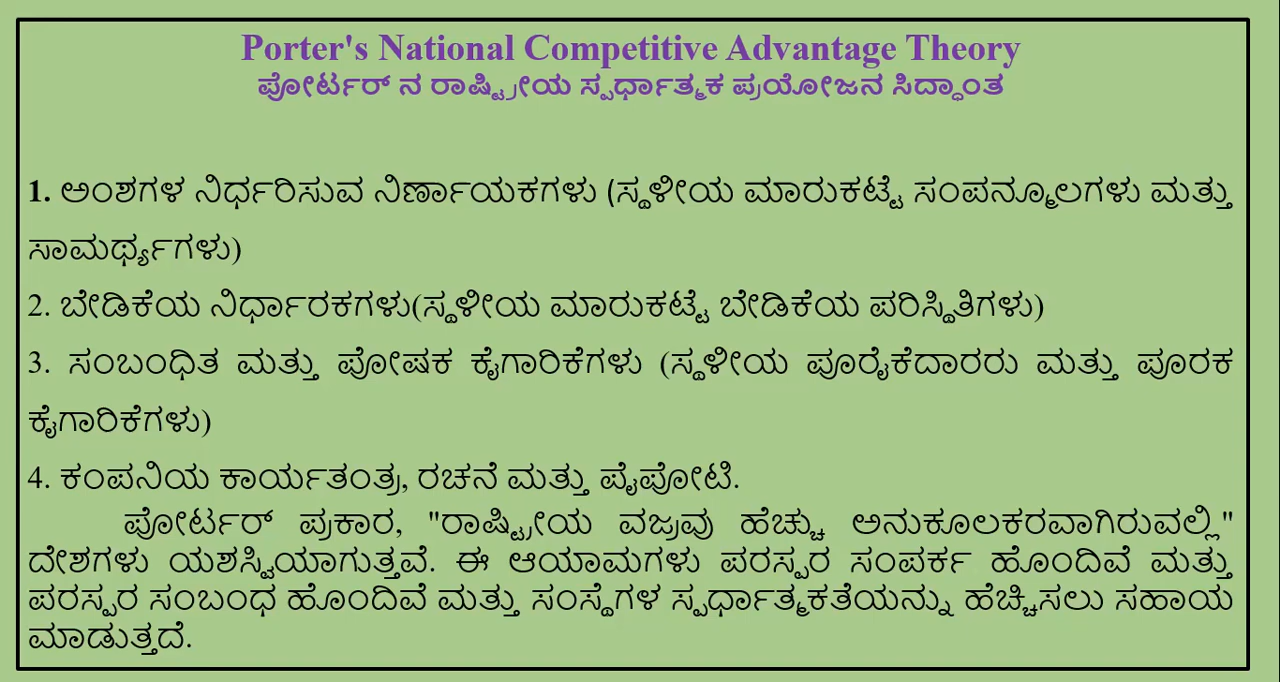 Porter's National Competitive Advantage Theory
ಪೋರ್ಟರ್ ನ ರಾಷ್ಟ್ರೀಯ ಸ್ಪರ್ಧಾತ್ಮಕ ಪ್ರಯೋಜನ ಸಿದ್ಧಾಂತ
1. ಅಂಶಗಳ ನಿರ್ಧರಿಸುವ ನಿರ್ಣಾಯಕಗಳು (ಸ್ಥಳೀಯ ಮಾರುಕಟ್ಟೆ ಸಂಪನ್ಮೂಲಗಳು ಮತ್ತು
ಸಾಮರ್ಥ್ಯಗಳು)
2. ಬೇಡಿಕೆಯ ನಿರ್ಧಾರಕಗಳು(ಸ್ಥಳೀಯ ಮಾರುಕಟ್ಟೆ ಬೇಡಿಕೆಯ ಪರಿಸ್ಥಿತಿಗಳು)
3. ಸಂಬಂಧಿತ ಮತ್ತು ಪೋಷಕ ಕೈಗಾರಿಕೆಗಳು (ಸ್ಥಳೀಯ ಪೂರೈಕೆದಾರರು ಮತ್ತು ಪೂರಕ
ಕೈಗಾರಿಕೆಗಳು)
4. ಕಂಪನಿಯ ಕಾರ್ಯತಂತ್ರ, ರಚನೆ ಮತ್ತು ಪೈಪೋಟಿ.
ಪೋರ್ಟರ್ ಪ್ರಕಾರ, "ರಾಷ್ಟ್ರೀಯ ವಜ್ರವು ಹೆಚ್ಚು ಅನುಕೂಲಕರವಾಗಿರುವಲ್ಲಿ"
ದೇಶಗಳು ಯಶಸ್ವಿಯಾಗುತ್ತವೆ. ಈ ಆಯಾಮಗಳು ಪರಸ್ಪರ ಸಂಪರ್ಕ ಹೊಂದಿವೆ ಮತ್ತು
ಪರಸ್ಪರ ಸಂಬಂಧ ಹೊಂದಿವೆ ಮತ್ತು ಸಂಸ್ಥೆಗಳ ಸ್ಪರ್ಧಾತ್ಮಕತೆಯನ್ನು ಹೆಚ್ಚಿಸಲು ಸಹಾಯ
ಮಾಡುತ್ತದೆ.